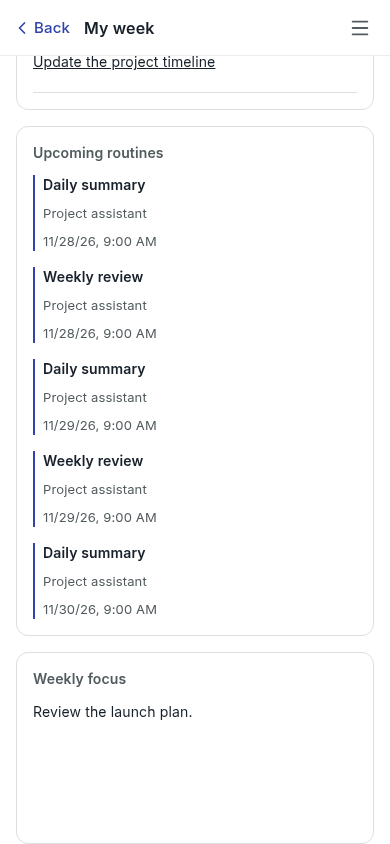 Back
My week
Update the project timeline
Upcoming routines
Daily summary
Project assistant
11/28/26, 9:00 AM
Weekly review
Project assistant
11/28/26, 9:00 AM
Daily summary
Project assistant
11/29/26, 9:00 AM
Weekly review
Project assistant
11/29/26, 9:00 AM
Daily summary
Project assistant
11/30/26, 9:00 AM
Weekly focus
Review the launch plan.